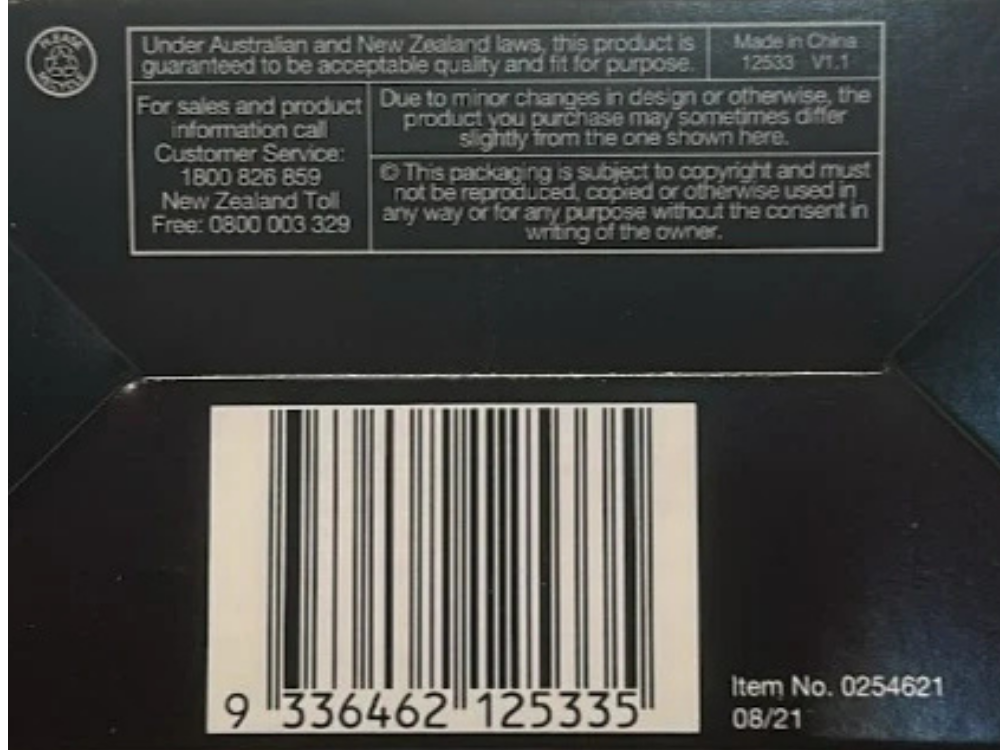 PLEASE
RECYCLE
Under Australian and New Zealand laws, this product is
guaranteed to be acceptable quality and fit for purpose.
Made in China
12533 V1.1
For sales and product
information call
Customer Service:
1800 826 859
New Zealand Toll
Free: 0800 003 329
Due to minor changes in design or otherwise, the
product you purchase may sometimes differ
slightly from the one shown here.
© This packaging is subject to copyright and must
not be reproduced, copied or otherwise used in
any way or for any purpose without the consent in
writing of the owner.
9 336462 125335
Item No. 0254621
08/21